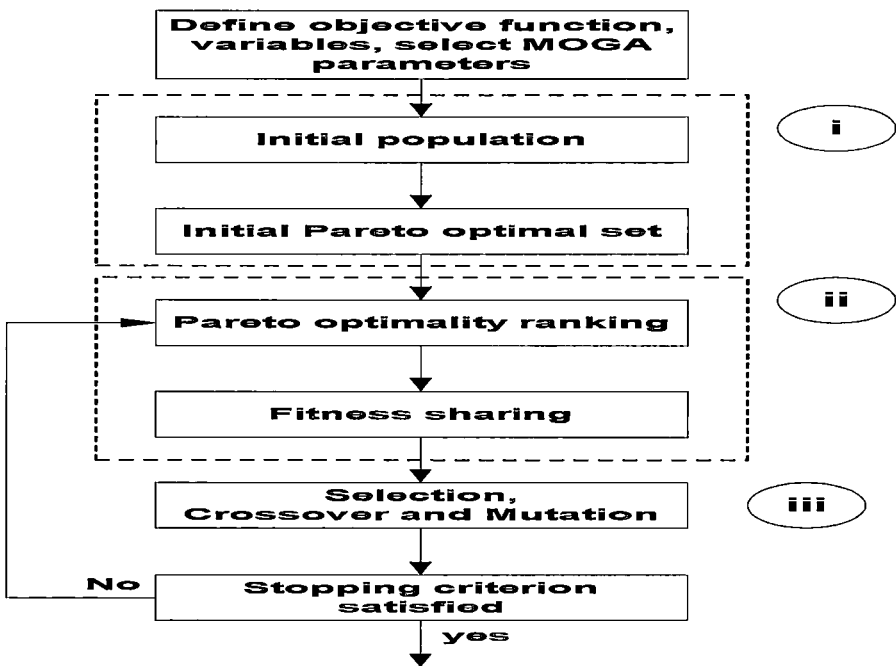 Define objective function,
variables, select MOGA
parameters
Initial population
i
Initial Pareto optimal set
ii
Pareto optimality ranking
Fitness sharing
Selection,
Crossover and Mutation
iii
No
Stopping criterion
satisfied
yes